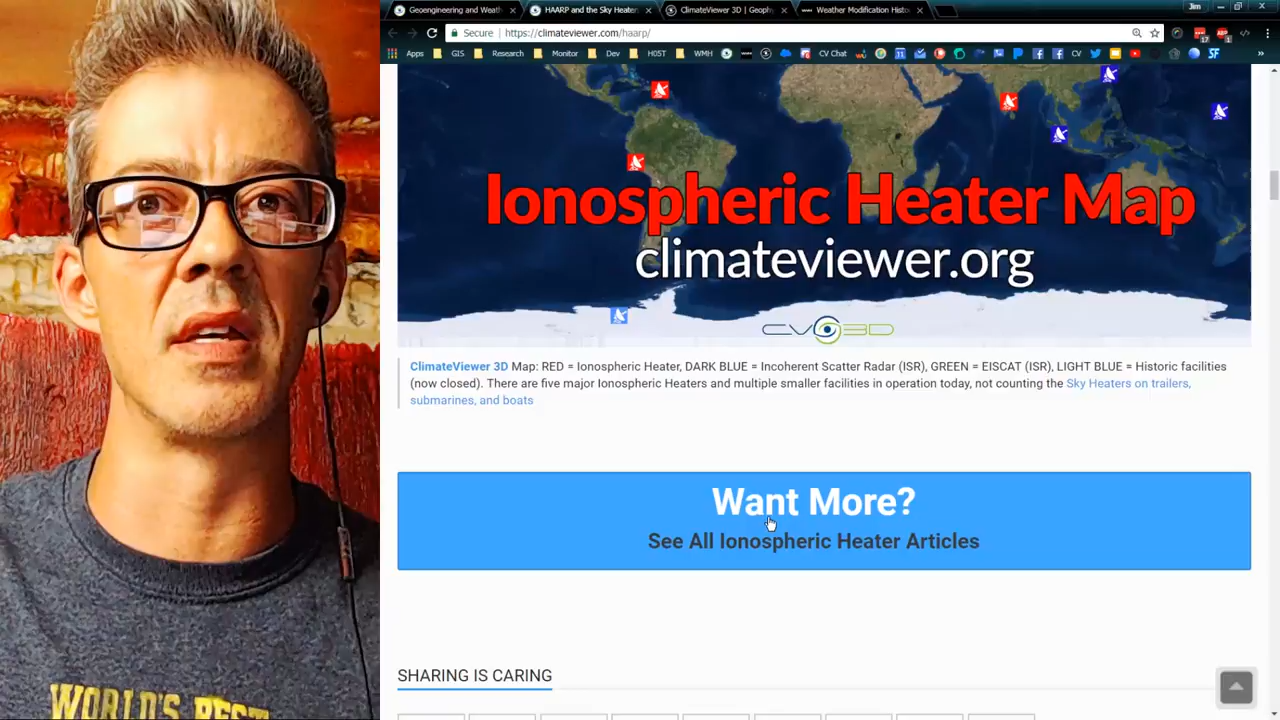 Geoengineering and Weath
HAARP and the Sky Heater
ClimateViewer 3D | Geoph
Weather Modification Histo
Jim
Secure
https://climateviewer.com/haarp/
Apps
GIS
Research
Monitor
Dev
H05T
WMH
CV Chat
CV
SF
»
Ionospheric Heater Map
climateviewer.org
CV 3D
ClimateViewer 3D Map: RED = Ionospheric Heater, DARK BLUE = Incoherent Scatter Radar (ISR), GREEN = EISCAT (ISR), LIGHT BLUE = Historic facilities
(now closed). There are five major Ionospheric Heaters and multiple smaller facilities in operation today, not counting the Sky Heaters on trailers,
submarines, and boats
Want More?
See All Ionospheric Heater Articles
SHARING IS CARING
WORLD'S BEST